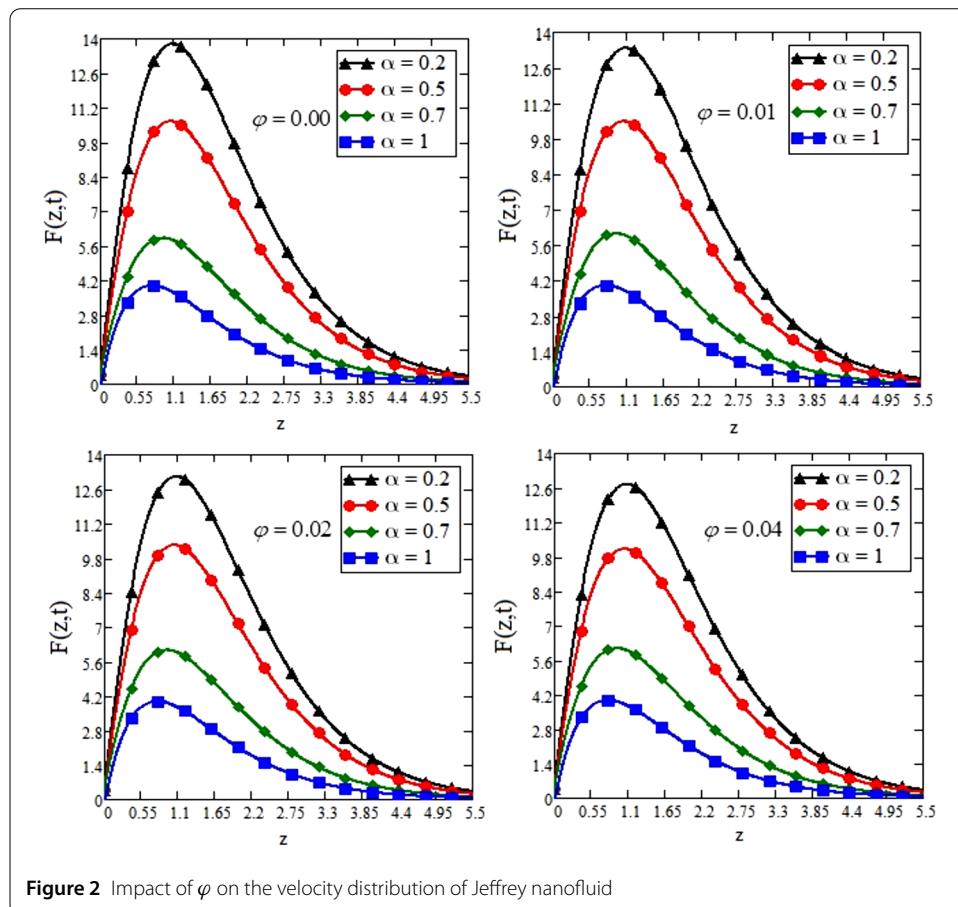 14
12.6
11.2
9.8
8.4
7
5.6
4.2
2.8
1.4
0
F(z,t)
α = 0.2
α = 0.5
α = 0.7
α = 1
φ = 0.00
0 0.55 1.1 1.65 2.2 2.75 3.3 3.85 4.4 4.95 5.5
z
14
12.6
11.2
9.8
8.4
7
5.6
4.2
2.8
1.4
0
F(z,t)
α = 0.2
α = 0.5
α = 0.7
α = 1
φ = 0.01
0 0.55 1.1 1.65 2.2 2.75 3.3 3.85 4.4 4.95 5.5
z
14
12.6
11.2
9.8
8.4
7
5.6
4.2
2.8
1.4
0
F(z,t)
α = 0.2
α = 0.5
α = 0.7
α = 1
φ = 0.02
0 0.55 1.1 1.65 2.2 2.75 3.3 3.85 4.4 4.95 5.5
z
14
12.6
11.2
9.8
8.4
7
5.6
4.2
2.8
1.4
0
F(z,t)
α = 0.2
α = 0.5
α = 0.7
α = 1
φ = 0.04
0 0.55 1.1 1.65 2.2 2.75 3.3 3.85 4.4 4.95 5.5
z
Figure 2 Impact of φ on the velocity distribution of Jeffrey nanofluid